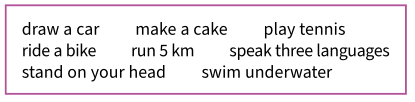 draw a car make a cake play tennis
ride a bike run 5 km speak three languages
stand on your head swim underwater